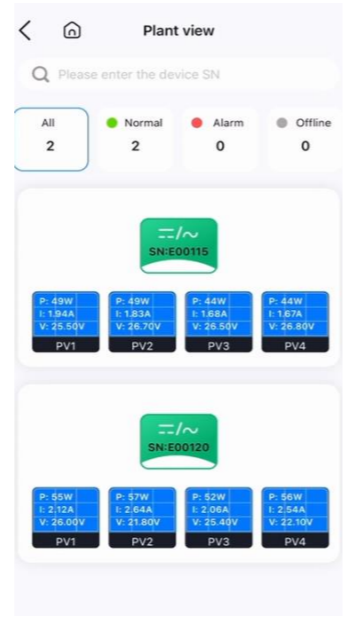 Plant view
Please enter the device SN
All Normal Alarm Offline
2 2 0 0
SN:E00115
P: 49W P: 49W P: 44W P: 44W
I: 1.94A I: 1.83A I: 1.68A I: 1.67A
V: 25.50V V: 26.70V V: 26.50V V: 26.80V
PV1 PV2 PV3 PV4
SN:E00120
P: 55W P: 57W P: 52W P: 56W
I: 2.12A I: 2.64A I: 2.06A I: 2.54A
V: 26.00V V: 21.80V V: 25.40V V: 22.10V
PV1 PV2 PV3 PV4